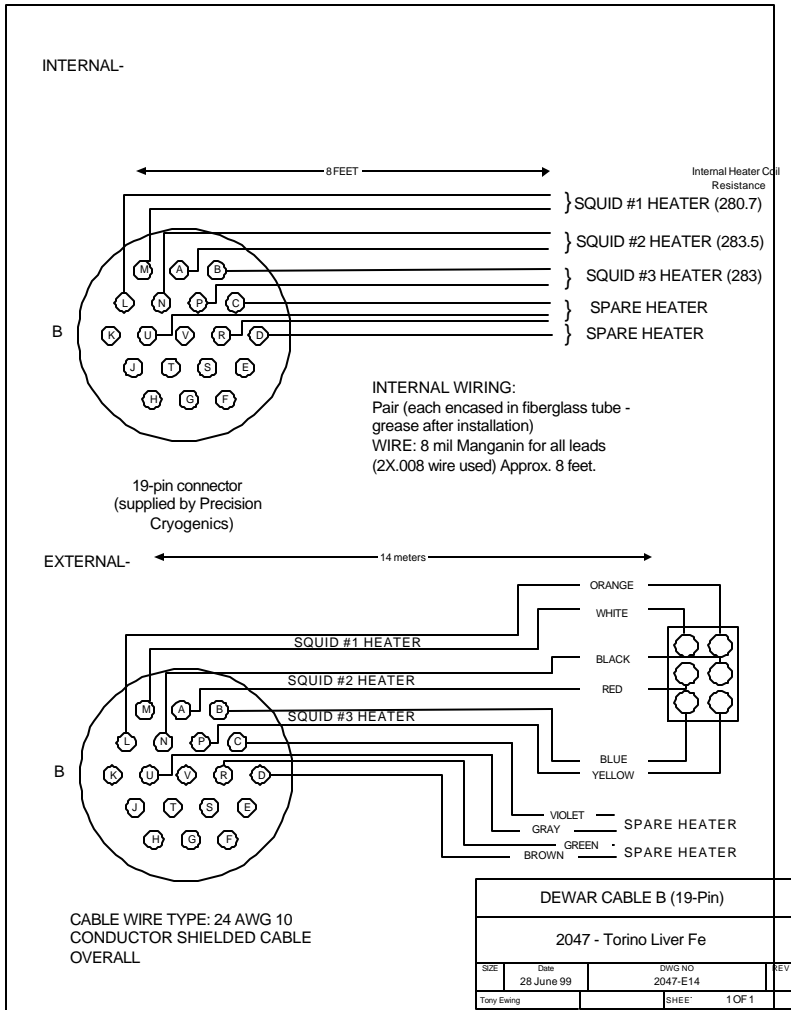 INTERNAL-
8 FEET
Internal Heater Coil
Resistance
} SQUID #1 HEATER (280.7)
} SQUID #2 HEATER (283.5)
} SQUID #3 HEATER (283)
} SPARE HEATER
} SPARE HEATER
M A B
L N P C
B
K U V R D
J T S E
H G F
INTERNAL WIRING:
Pair (each encased in fiberglass tube -
grease after installation)
WIRE: 8 mil Manganin for all leads
(2X.008 wire used) Approx. 8 feet.
19-pin connector
(supplied by Precision
Cryogenics)
EXTERNAL-
14 meters
ORANGE
WHITE
SQUID #1 HEATER
BLACK
SQUID #2 HEATER
RED
SQUID #3 HEATER
M A B
L N P C
B
K U V R D
J T S E
H G F
BLUE
YELLOW
VIOLET
GRAY
SPARE HEATER
GREEN
BROWN
SPARE HEATER
CABLE WIRE TYPE: 24 AWG 10
CONDUCTOR SHIELDED CABLE
OVERALL
DEWAR CABLE B (19-Pin)
2047 - Torino Liver Fe
SIZE
Date
28 June 99
DWG NO
2047-E14
REV
Tony Ewing
SHEE
1 OF 1